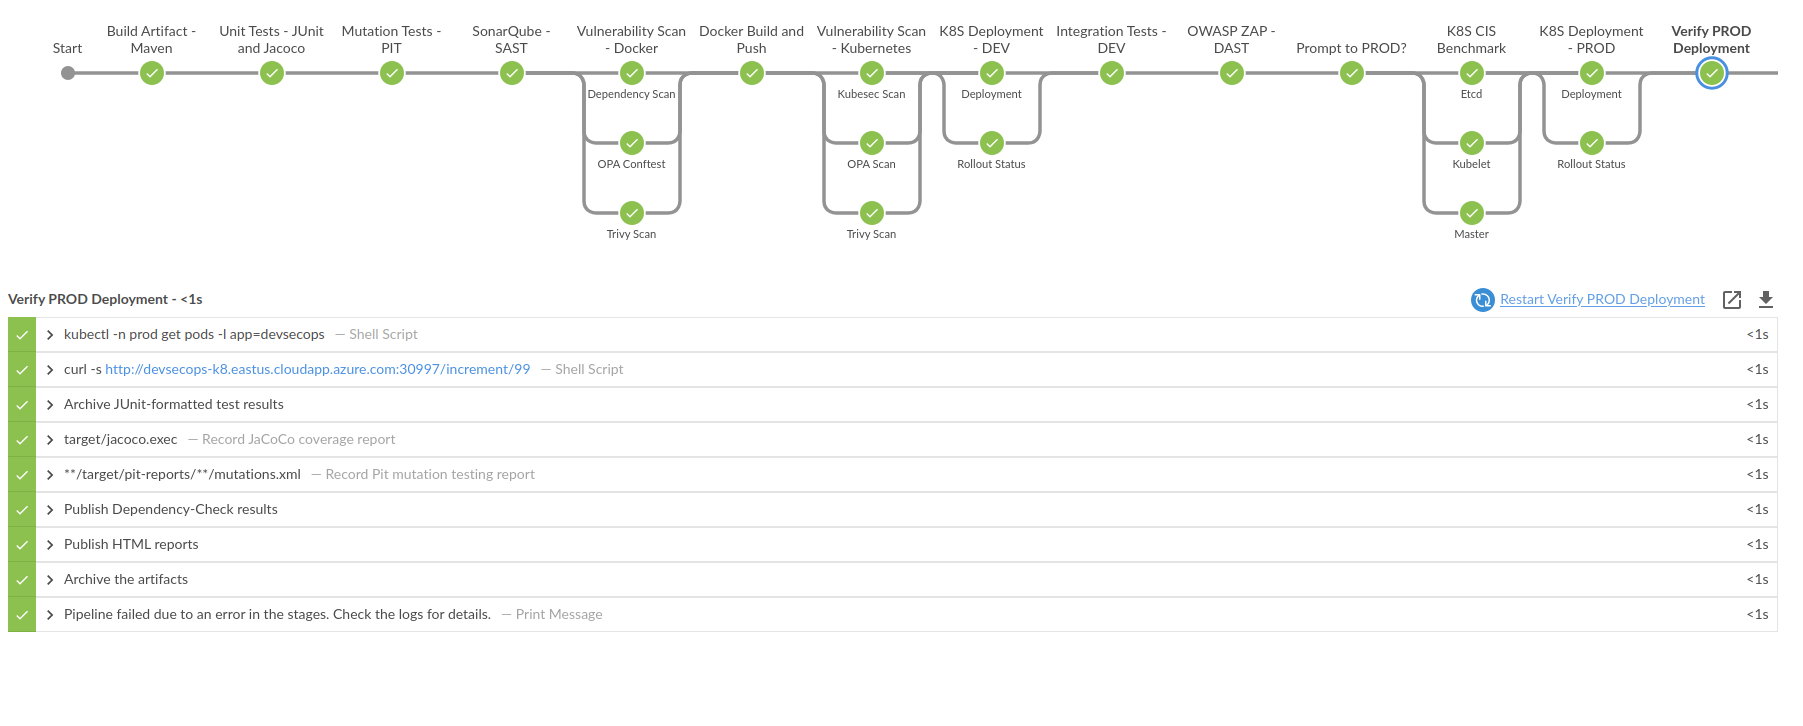 Start
Build Artifact -
Maven
Unit Tests - JUnit
and Jacoco
Mutation Tests -
PIT
SonarQube -
SAST
Vulnerability Scan
- Docker
Docker Build and
Push
Vulnerability Scan
- Kubernetes
K8S Deployment
- DEV
Integration Tests -
DEV
OWASP ZAP -
DAST
Prompt to PROD?
K8S CIS
Benchmark
K8S Deployment
- PROD
Verify PROD
Deployment
Dependency Scan
Kubesec Scan
Deployment
Etcd
Deployment
OPA Conftest
OPA Scan
Rollout Status
Kubelet
Rollout Status
Trivy Scan
Trivy Scan
Master
Verify PROD Deployment - <1s
Restart Verify PROD Deployment
kubectl -n prod get pods -l app=devsecops — Shell Script <1s
curl -s http://devsecops-k8.eastus.cloudapp.azure.com:30997/increment/99 — Shell Script <1s
Archive JUnit-formatted test results <1s
target/jacoco.exec — Record JaCoCo coverage report <1s
**/target/pit-reports/**/mutations.xml — Record Pit mutation testing report <1s
Publish Dependency-Check results <1s
Publish HTML reports <1s
Archive the artifacts <1s
Pipeline failed due to an error in the stages. Check the logs for details. — Print Message <1s